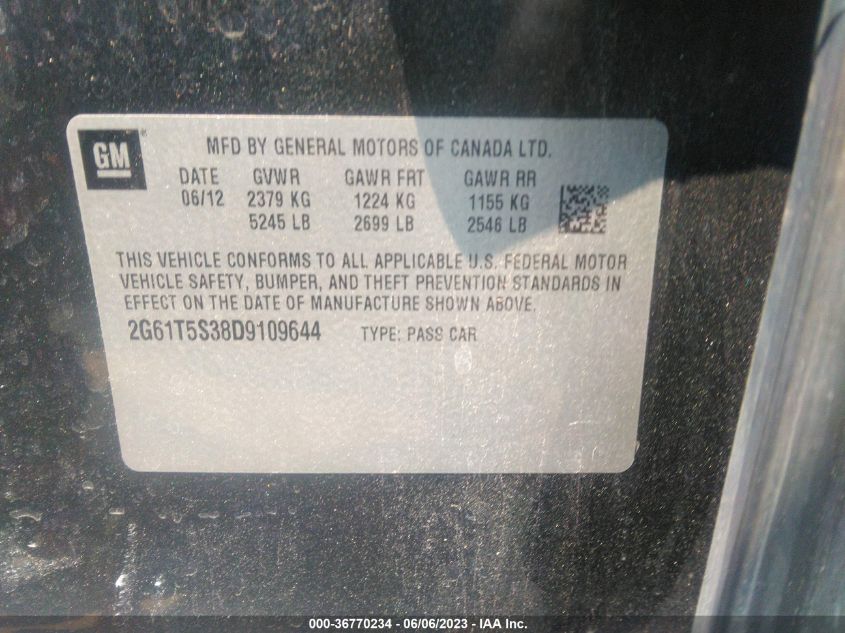 GM
MFD BY GENERAL MOTORS OF CANADA LTD.
DATE GVWR GAWR FRT GAWR RR
06/12 2379 KG 1224 KG 1155 KG
5245 LB 2699 LB 2546 LB
THIS VEHICLE CONFORMS TO ALL APPLICABLE U.S. FEDERAL MOTOR
VEHICLE SAFETY, BUMPER, AND THEFT PREVENTION STANDARDS IN
EFFECT ON THE DATE OF MANUFACTURE SHOWN ABOVE.
2G61T5S38D9109644 TYPE: PASS CAR
000-36770234 - 06/06/2023 - IAA Inc.